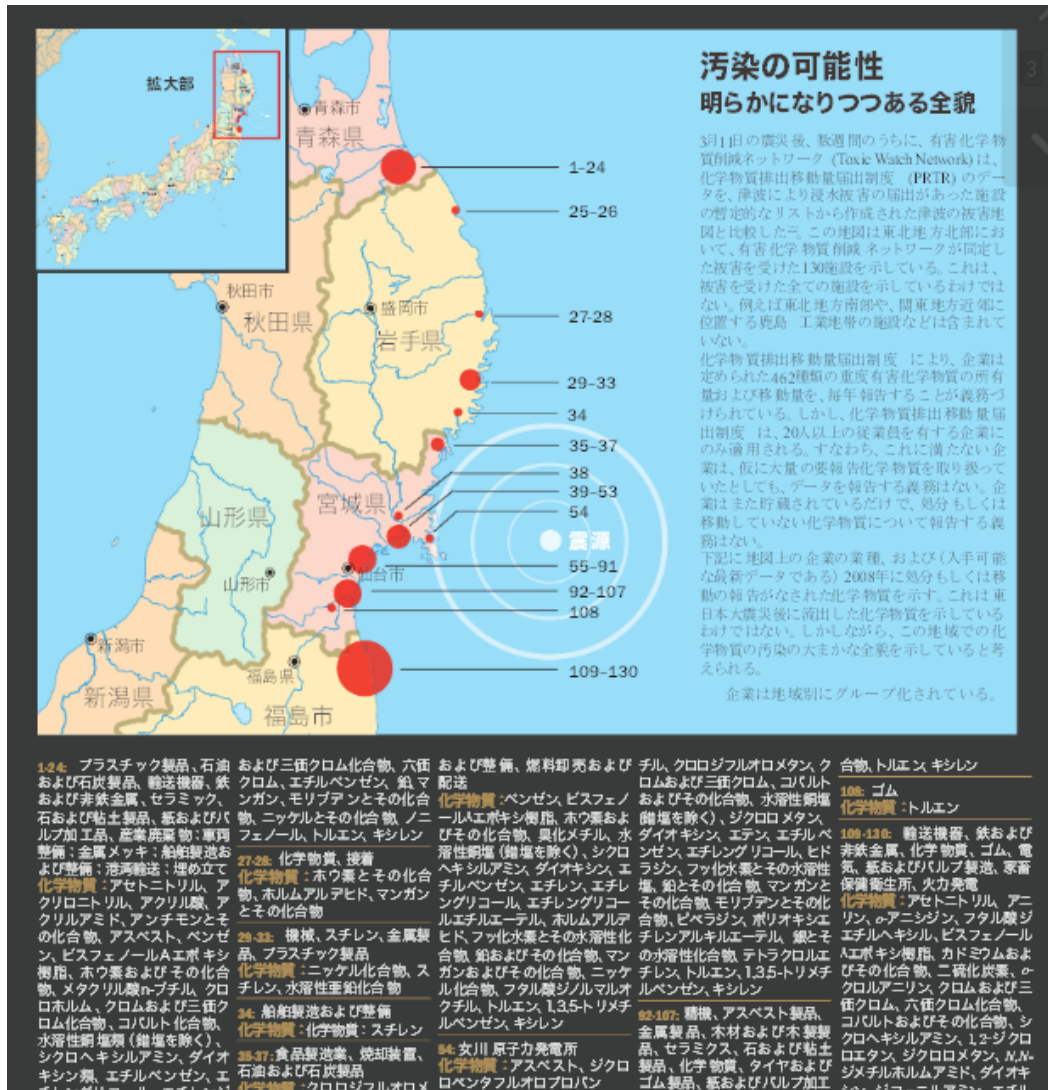 拡大部
青森市
青森県
秋田市
秋田県
盛岡市
岩手県
宮城県
山形県
仙台市
山形市
新潟市
新潟県
福島県
福島市
震源
1–24
25–26
27–28
29–33
34
35–37
38
39–53
54
55–91
92–107
108
109–130
汚染の可能性
明らかになりつつある全貌
3月11日の震災後、数週間のうちに、有害化学物
質削減ネットワーク (Toxic Watch Network) は、
化学物質排出移動量届出制度 (PRTR) のデー
タを、津波により浸水被害の届出があった施設
の暫定的なリストから作成された津波の被害地
図と比較した三。この地図は東北地方北部にお
いて、有害化学物質削減ネットワークが同定し
た被害を受けた130施設を示している。これは、
被害を受けた全ての施設を示しているわけでは
ない。例えば東北地方南部や、関東地方近郊に
位置する鹿島 工業地帯の施設などは含まれて
いない。
化学物質排出移動量届出制度 により、企業は
定められた462種類の重度有害化学物質の所有
量および移動量を、毎年報告することが義務づ
けられている。しかし、化学物質排出移動量届
出制度 は、20人以上の従業員を有する企業に
のみ適用される。すなわち、これに満たない企
業は、仮に大量の要報告化学物質を取り扱って
いたとしても、データを報告する義務はない。企
業はまた貯蔵されているだけで、処分もしくは
移動していない化学物質について報告する義
務はない。
下記に地図上の企業の業種、および（入手可能
な最新データである）2008年に処分もしくは移
動の報告がなされた化学物質を示す。これは東
日本大震災後に流出した化学物質を示している
わけではない。しかしながら、この地域での化
学物質の汚染の大まかな全貌を示していると考
えられる。
企業は地域別にグループ化されている。
1-24: プラスチック製品、石油
および石炭製品、輸送機器、鉄
および非鉄金属、セラミック、
石および粘土製品、紙およびパ
ルプ加工品、産業廃棄物：車両
整備：金属メッキ：船舶製造お
よび整備：港湾輸送：埋め立て
化学物質：アセトニトリル、ア
クリロニトリル、アクリル酸、ア
クリルアミド、アンチモンとそ
の化合物、アスベスト、ベンゼ
ン、ビスフェノールAエポキシ
樹脂、ホウ素およびその化合
物、メタクリル酸n-ブチル、クロ
ロホルム、クロムおよび三価ク
ロム化合物、コバルト化合物、
水溶性銅塩類（錯塩を除く）、
シクロヘキシルアミン、ダイオ
キシン類、エチルベンゼン、エ
および三価クロム化合物、六価
クロム、エチルベンゼン、鉛、マ
ンガン、モリブデンとその化合
物、ニッケルとその化合物、ノニ
フェノール、トルエン、キシレン
27-28: 化学物質、接着
化学物質：ホウ素とその化合
物、ホルムアルデヒド、マンガン
とその化合物
29-33: 機械、スチレン、金属製
品、プラスチック製品
化学物質：ニッケル化合物、ス
チレン、水溶性亜鉛化合物
34: 船舶製造および整備
化学物質：化学物質：スチレン
35-37: 食品製造業、焼却装置、
石油および石炭製品
化学物質：クロロジフルオロメ
および整備、燃料卸売および
配送
化学物質：ベンゼン、ビスフェノ
ールAエポキシ樹脂、ホウ素およ
びその化合物、臭化メチル、水
溶性銅塩（錯塩を除く）、シクロ
ヘキシルアミン、ダイオキシン、エ
チルベンゼン、エチレン、エチレ
ングリコール、エチレングリコー
ルエチルエーテル、ホルムアルデ
ヒド、フッ化水素とその水溶性化
合物、鉛およびその化合物、マン
ガンおよびその化合物、ニッケ
ル化合物、フタル酸ジノルマルオ
クチル、トルエン、1,3,5-トリメチ
ルベンゼン、キシレン
54: 女川 原子力発電所
化学物質：アスベスト、ジクロ
ロペンタフルオロプロパン
チル、クロロジフルオロメタン、ク
ロムおよび三価クロム、コバルト
およびその化合物、水溶性銅塩
（錯塩を除く）、ジクロロメタン、
ダイオキシン、エテン、エチルベ
ンゼン、エチレングリコール、ヒド
ラジン、フッ化水素とその水溶性
塩、鉛とその化合物、マンガンと
その化合物、モリブデンとその化
合物、ピペラジン、ポリオキシエ
チレンアルキルエーテル、銀とそ
の水溶性化合物、テトラクロルエ
チレン、トルエン、1,3,5-トリメチ
ルベンゼン、キシレン
92-107: 精機、アスベスト製品、
金属製品、木材および木製製
品、セラミクス、石および粘土
製品、化学物質、タイヤおよび
ゴム製品、紙およびパルプ加工
合物、トルエン、キシレン
108: ゴム
化学物質：トルエン
109-130: 輸送機器、鉄および
非鉄金属、化学物質、ゴム、電
気、紙およびパルプ製造、家畜
保健衛生所、火力発電
化学物質：アセトニトリル、アニ
リン、o-アニシジン、フタル酸ジ
エチルヘキシル、ビスフェノール
Aエポキシ樹脂、カドミウムおよ
びその化合物、二硫化炭素、o-
クロルアニリン、クロムおよび三
価クロム、六価クロム化合物、
コバルトおよびその化合物、シ
クロヘキシルアミン、1,2-ジクロ
ロエタン、ジクロロメタン、N,N-
ジメチルホルムアミド、ダイオキ